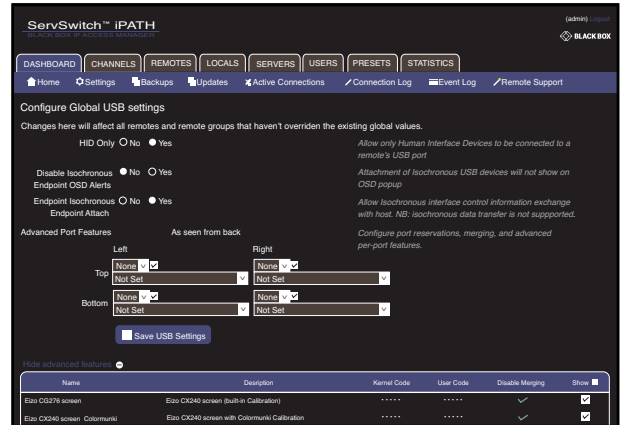 ServSwitch™ iPATH
BLACK BOX IP ACCESS MANAGER
(admin) Logout
BLACK BOX
DASHBOARD CHANNELS REMOTES LOCALS SERVERS USERS PRESETS STATISTICS
Home Settings Backups Updates Active Connections Connection Log Event Log Remote Support
Configure Global USB settings
Changes here will affect all remotes and remote groups that haven't overriden the existing global values.
HID Only No Yes Allow only Human Interface Devices to be connected to a
remote's USB port
Disable Isochronous No Yes Attachment of Isochronous USB devices will not show on
Endpoint OSD Alerts OSD popup
Endpoint Isochronous No Yes Allow Isochronous interface control information exchange
Endpoint Attach with host. NB: isochronous data transfer is not suppported.
Advanced Port Features As seen from back Configure port reservations, merging, and advanced
per-port features.
Left Right
Top None None
Not Set Not Set
Bottom None None
Not Set Not Set
Save USB Settings
Hide advanced features
Name Desription Kernel Code User Code Disable Merging Show
Eizo CG276 screen Eizo CX240 screen (built-in Calibration) ····· ·····
Eizo CX240 screen Colormunki Eizo CX240 screen with Colormunki Calibration ····· ·····